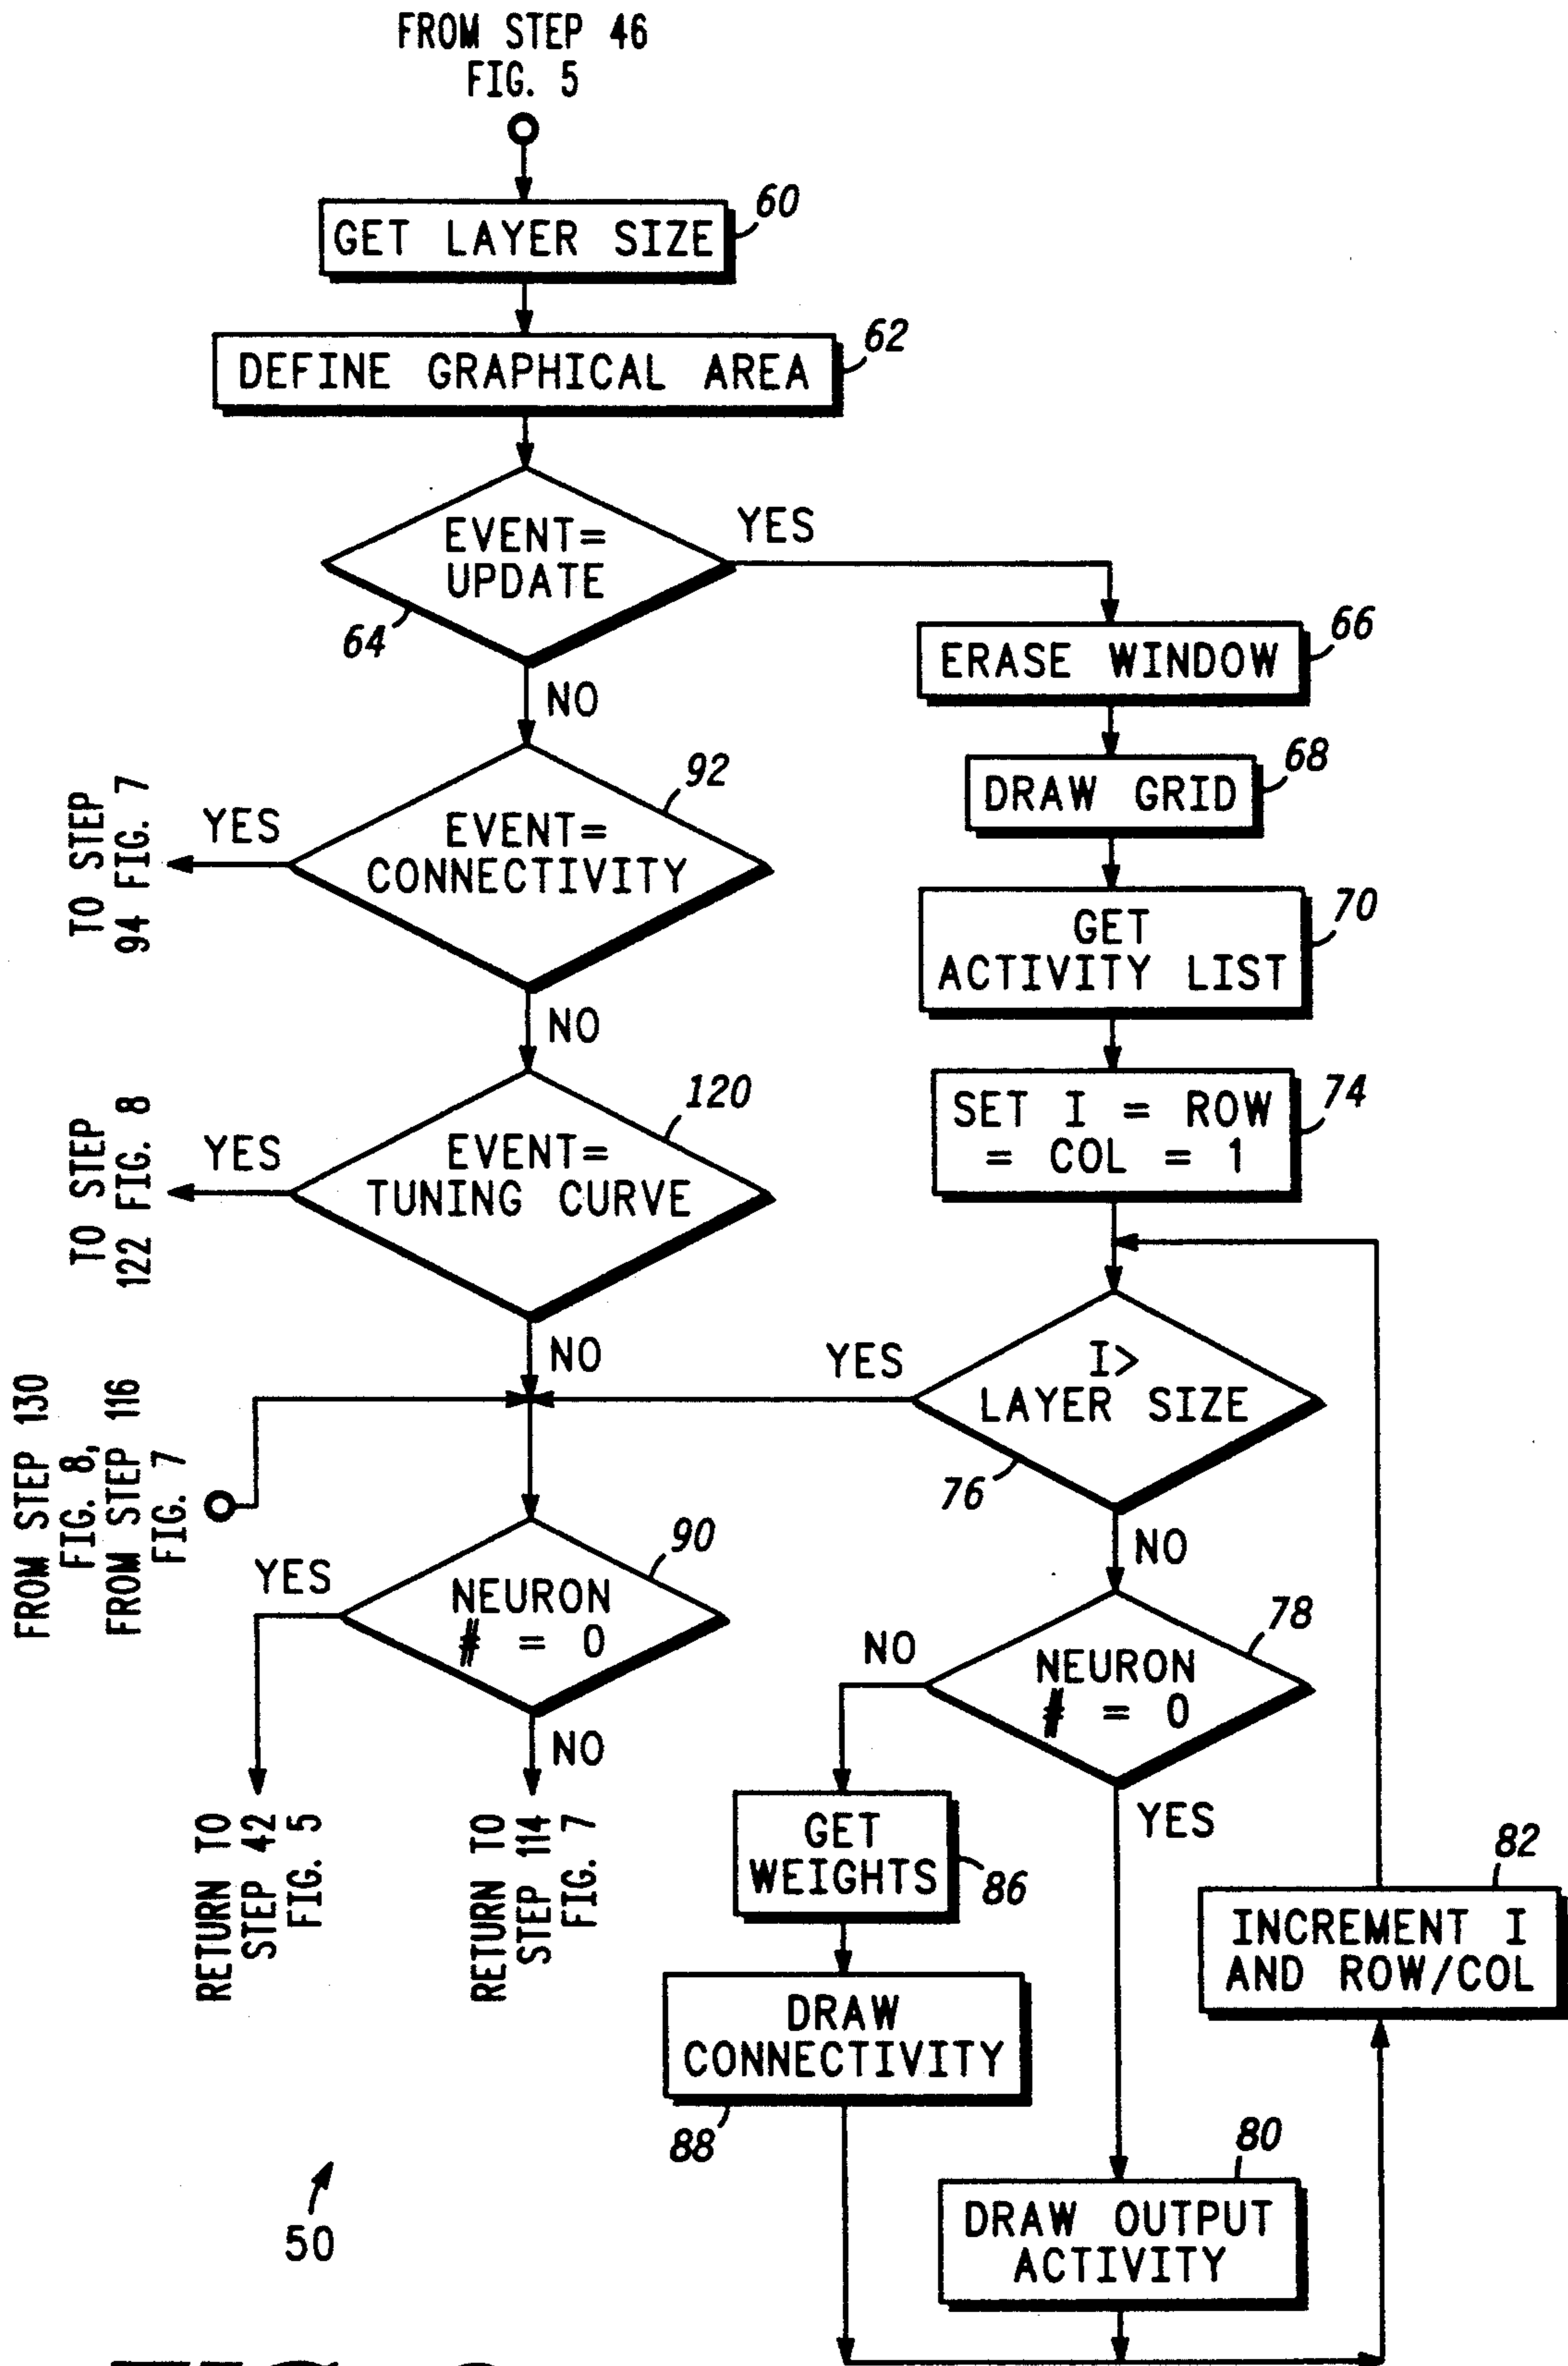 FROM STEP 46
FIG. 5
GET LAYER SIZE
60
DEFINE GRAPHICAL AREA
62
EVENT=
UPDATE
64
YES
NO
ERASE WINDOW
66
DRAW GRID
68
GET
ACTIVITY LIST
70
SET I = ROW
= COL = 1
74
EVENT=
CONNECTIVITY
92
YES
TO STEP
94 FIG. 7
NO
EVENT=
TUNING CURVE
120
YES
TO STEP
122 FIG. 8
NO
I>
LAYER SIZE
76
YES
NO
FROM STEP 130
FIG. 8,
FROM STEP 116
FIG. 7
NEURON
# = 0
90
YES
NO
RETURN TO
STEP 42
FIG. 5
RETURN TO
STEP 114
FIG. 7
NEURON
# = 0
78
NO
YES
GET
WEIGHTS
86
DRAW
CONNECTIVITY
88
DRAW OUTPUT
ACTIVITY
80
INCREMENT I
AND ROW/COL
82
50